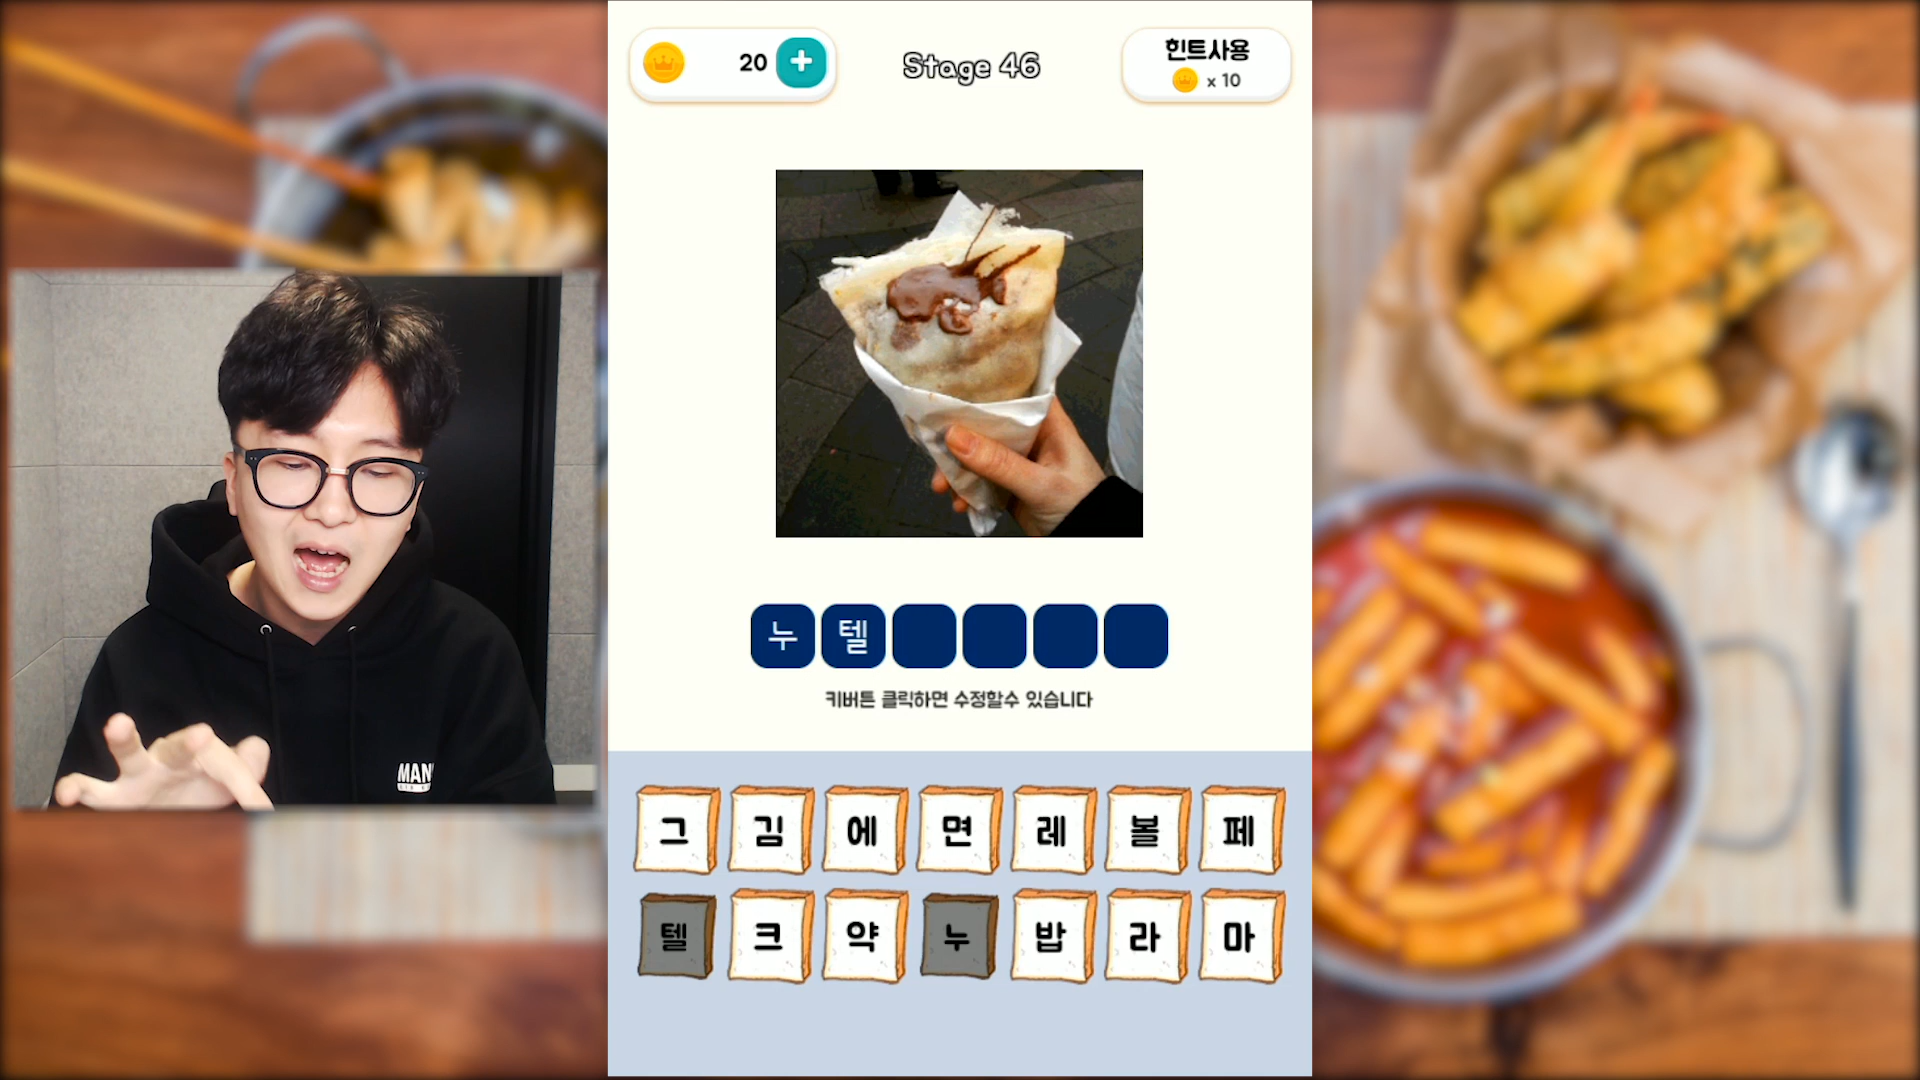 20 +
Stage 46
힌트사용
x 10
누 텔
키버튼 클릭하면 수정할수 있습니다
그 김 에 면 레 볼 페
텔 크 약 누 밥 라 마
MAN